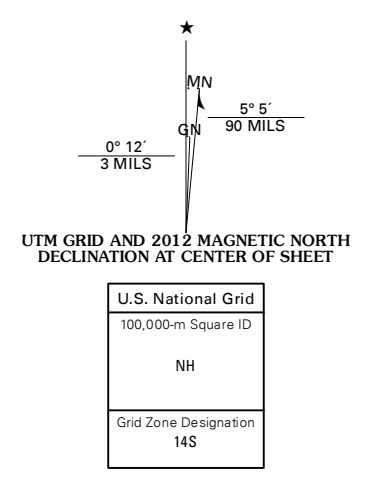 ★
MN
GN
5° 5´
90 MILS
0° 12´
3 MILS
UTM GRID AND 2012 MAGNETIC NORTH
DECLINATION AT CENTER OF SHEET
U.S. National Grid
100,000-m Square ID
NH
Grid Zone Designation
14S